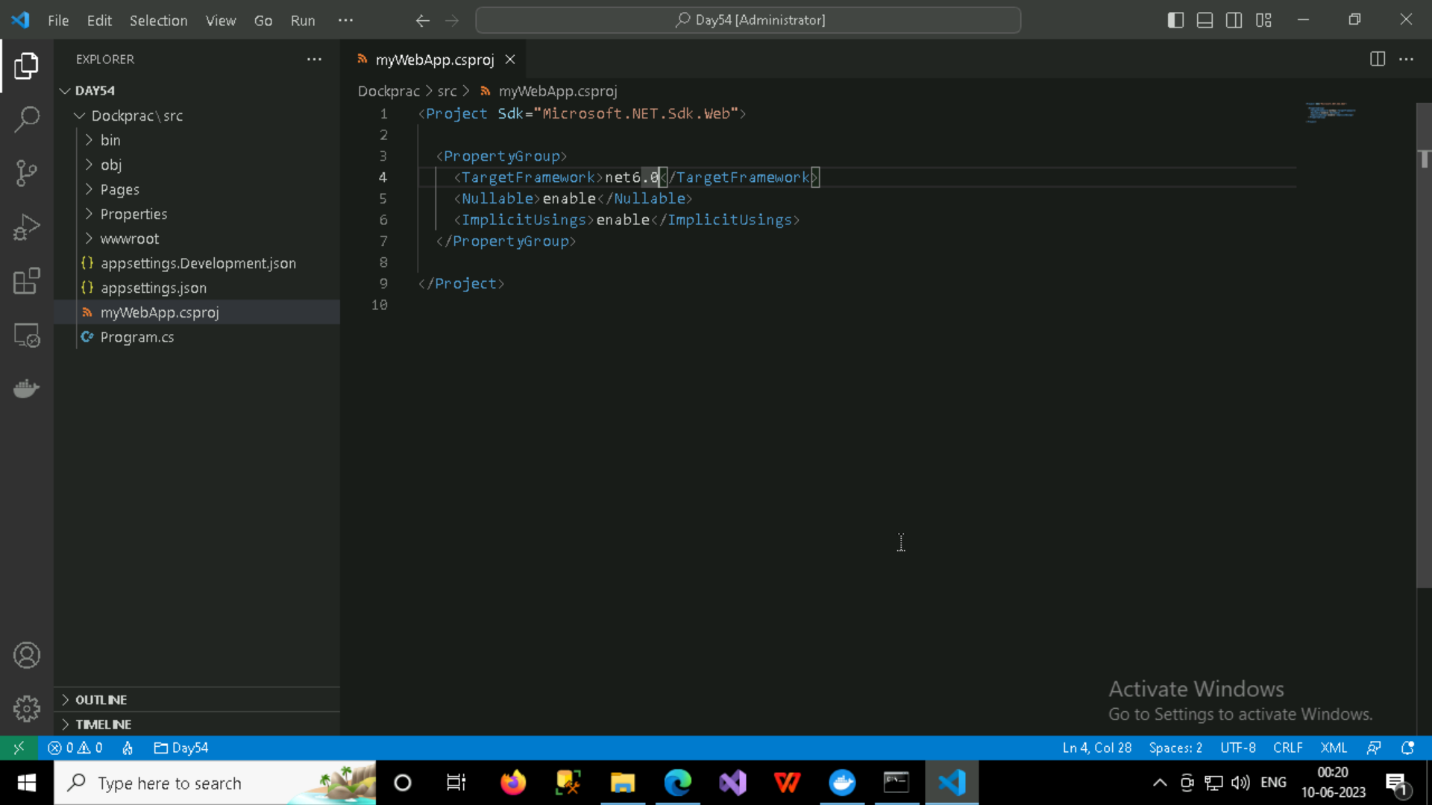 File Edit Selection View Go Run ···
Day54 [Administrator]
EXPLORER
myWebApp.csproj
DAY54
Dockprac\src
bin
obj
Pages
Properties
wwwroot
{} appsettings.Development.json
{} appsettings.json
myWebApp.csproj
Program.cs
OUTLINE
TIMELINE
Dockprac > src > myWebApp.csproj
1 <Project Sdk="Microsoft.NET.Sdk.Web">
2
3 <PropertyGroup>
4 <TargetFramework>net6.0</TargetFramework>
5 <Nullable>enable</Nullable>
6 <ImplicitUsings>enable</ImplicitUsings>
7 </PropertyGroup>
8
9 </Project>
10
Activate Windows
Go to Settings to activate Windows.
0 0 Day54 Ln 4, Col 28 Spaces: 2 UTF-8 CRLF XML
Type here to search
ENG
00:20
10-06-2023
1